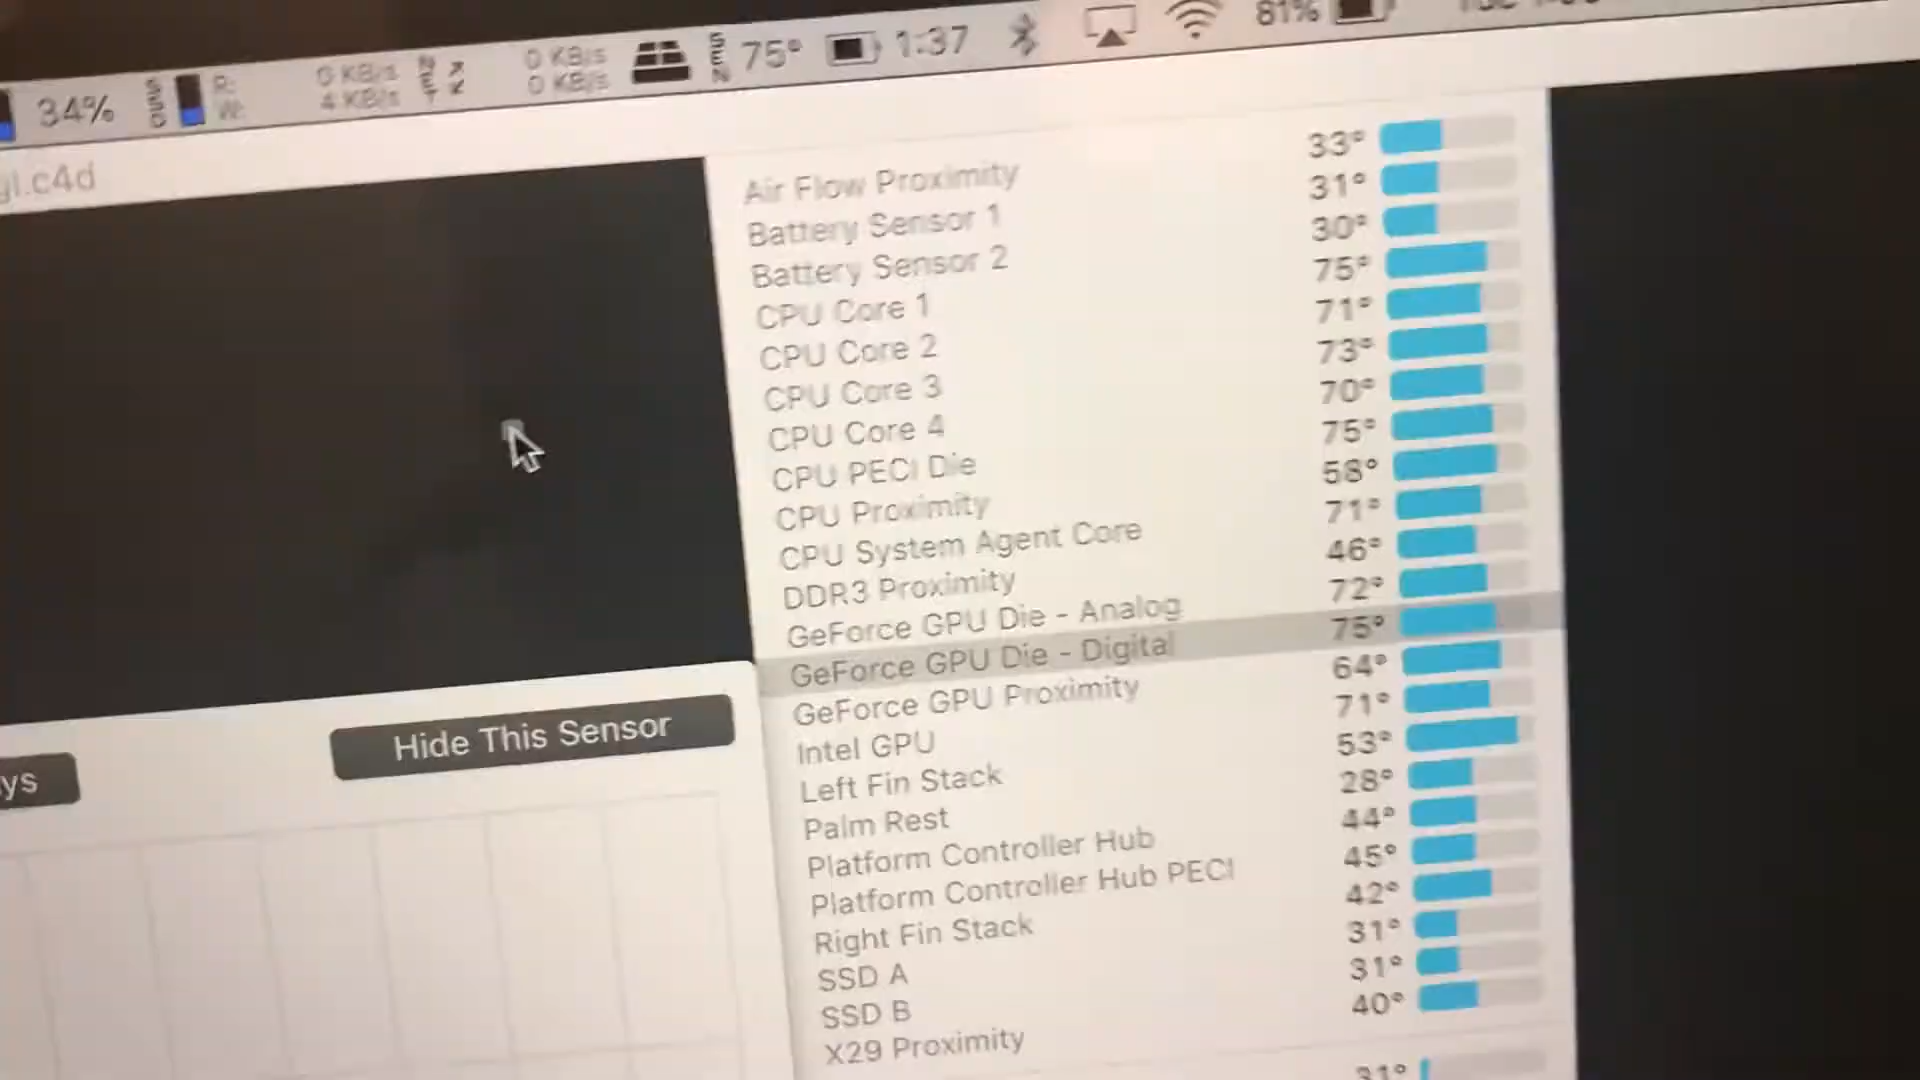 34% SSD R: W: 0 KB/s 4 KB/s NET 0 KB/s 0 KB/s SEN 75° 1:37 81%
gl.c4d
Air Flow Proximity 33°
Battery Sensor 1 31°
Battery Sensor 2 30°
CPU Core 1 75°
CPU Core 2 71°
CPU Core 3 73°
CPU Core 4 70°
CPU PECI Die 75°
CPU Proximity 58°
CPU System Agent Core 71°
DDR3 Proximity 46°
GeForce GPU Die - Analog 72°
GeForce GPU Die - Digital 75°
GeForce GPU Proximity 64°
Intel GPU 71°
Left Fin Stack 53°
Palm Rest 28°
Platform Controller Hub 44°
Platform Controller Hub PECI 45°
Right Fin Stack 42°
SSD A 31°
SSD B 31°
X29 Proximity 40°
31°
Hide This Sensor
ys